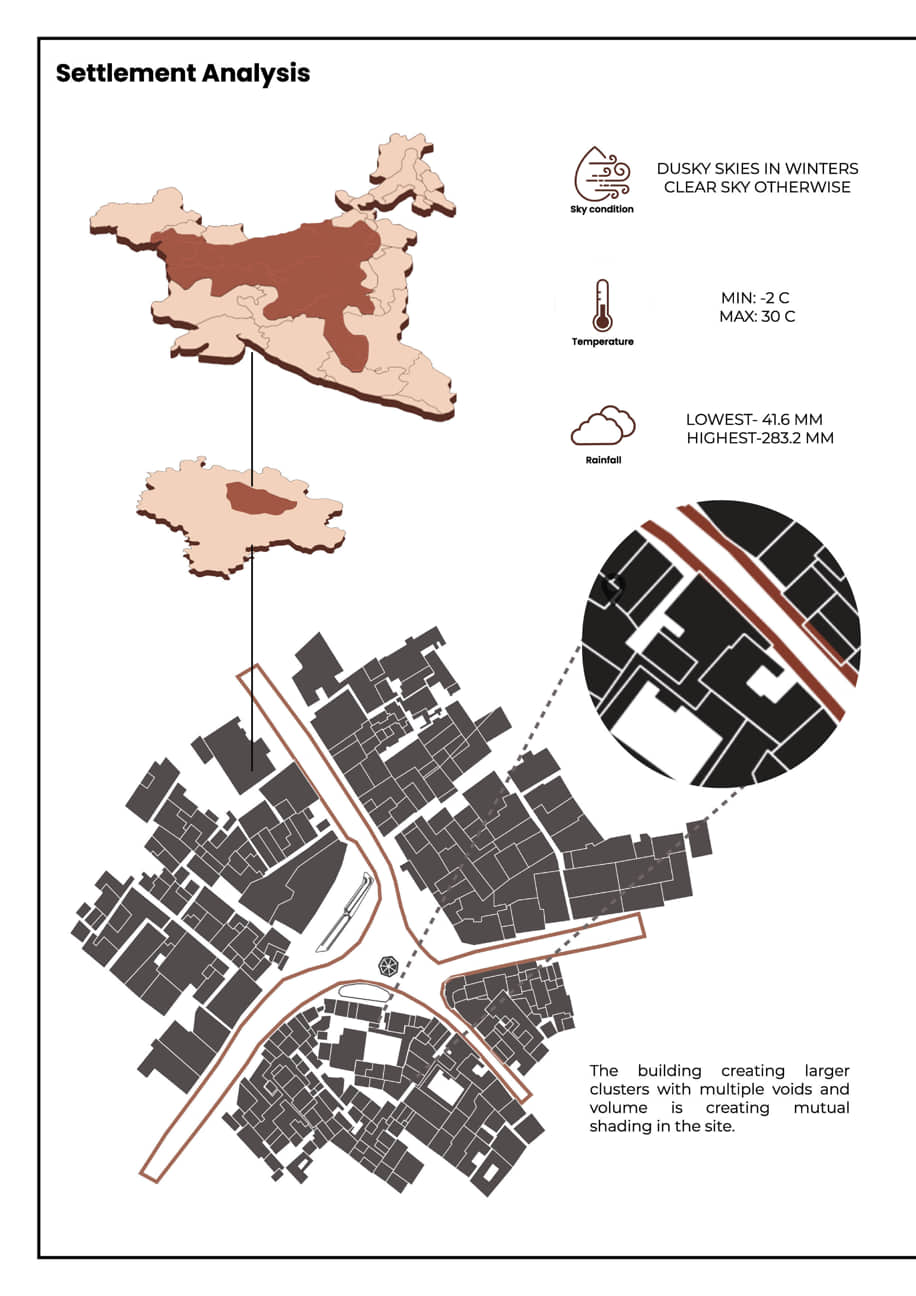 Settlement Analysis
DUSKY SKIES IN WINTERS
CLEAR SKY OTHERWISE
Sky condition
MIN: -2 C
MAX: 30 C
Temperature
LOWEST- 41.6 MM
HIGHEST-283.2 MM
Rainfall
The building creating larger
clusters with multiple voids and
volume is creating mutual
shading in the site.